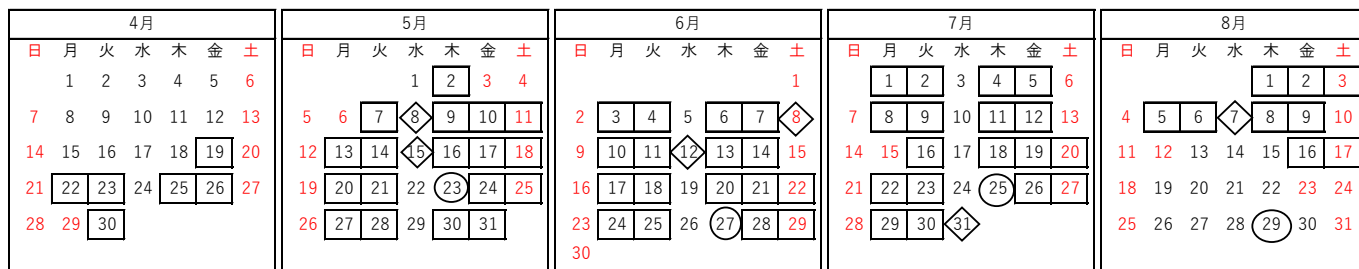 4月
日 月 火 水 木 金 土
1 2 3 4 5 6
7 8 9 10 11 12 13
14 15 16 17 18 19 20
21 22 23 24 25 26 27
28 29 30
5月
日 月 火 水 木 金 土
1 2 3 4
5 6 7 8 9 10 11
12 13 14 15 16 17 18
19 20 21 22 23 24 25
26 27 28 29 30 31
6月
日 月 火 水 木 金 土
1
2 3 4 5 6 7 8
9 10 11 12 13 14 15
16 17 18 19 20 21 22
23 24 25 26 27 28 29
30
7月
日 月 火 水 木 金 土
1 2 3 4 5 6
7 8 9 10 11 12 13
14 15 16 17 18 19 20
21 22 23 24 25 26 27
28 29 30 31
8月
日 月 火 水 木 金 土
1 2 3
4 5 6 7 8 9 10
11 12 13 14 15 16 17
18 19 20 21 22 23 24
25 26 27 28 29 30 31